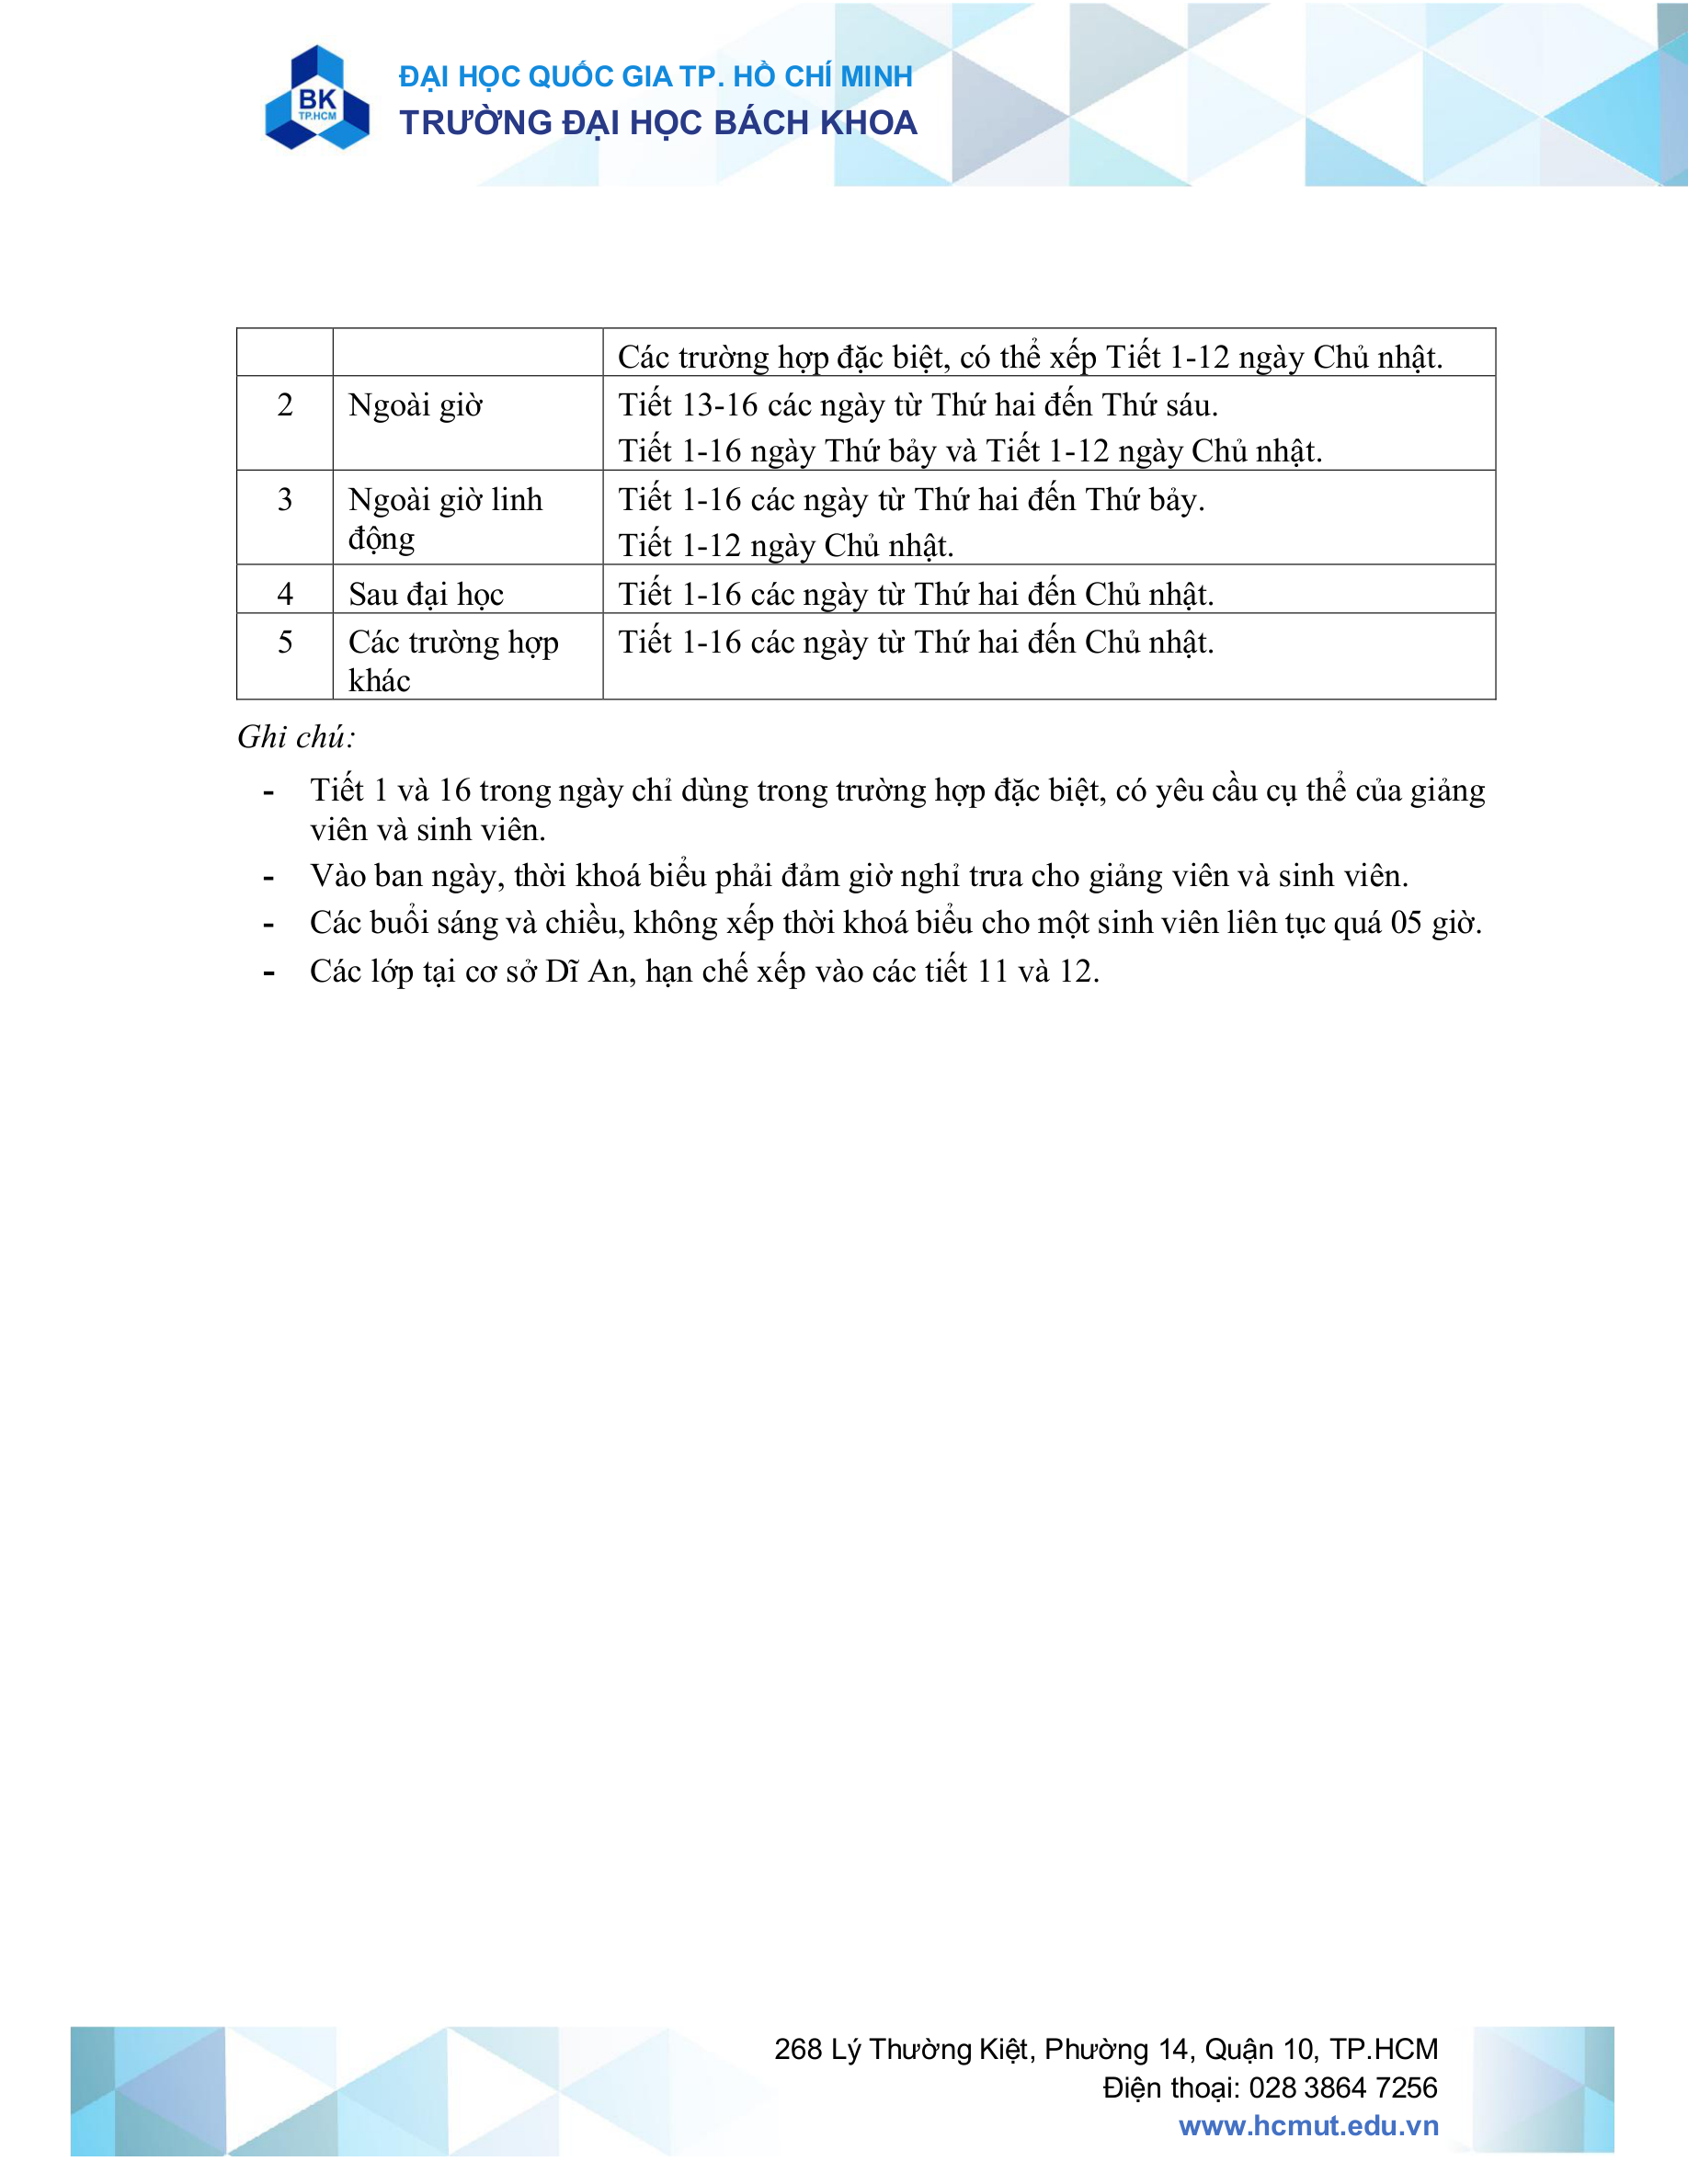 BK
TP.HCM
ĐẠI HỌC QUỐC GIA TP. HỒ CHÍ MINH
TRƯỜNG ĐẠI HỌC BÁCH KHOA
Các trường hợp đặc biệt, có thể xếp Tiết 1-12 ngày Chủ nhật.
2 Ngoài giờ Tiết 13-16 các ngày từ Thứ hai đến Thứ sáu.
Tiết 1-16 ngày Thứ bảy và Tiết 1-12 ngày Chủ nhật.
3 Ngoài giờ linh Tiết 1-16 các ngày từ Thứ hai đến Thứ bảy.
động Tiết 1-12 ngày Chủ nhật.
4 Sau đại học Tiết 1-16 các ngày từ Thứ hai đến Chủ nhật.
5 Các trường hợp Tiết 1-16 các ngày từ Thứ hai đến Chủ nhật.
khác
Ghi chú:
- Tiết 1 và 16 trong ngày chỉ dùng trong trường hợp đặc biệt, có yêu cầu cụ thể của giảng
viên và sinh viên.
- Vào ban ngày, thời khoá biểu phải đảm giờ nghỉ trưa cho giảng viên và sinh viên.
- Các buổi sáng và chiều, không xếp thời khoá biểu cho một sinh viên liên tục quá 05 giờ.
- Các lớp tại cơ sở Dĩ An, hạn chế xếp vào các tiết 11 và 12.
268 Lý Thường Kiệt, Phường 14, Quận 10, TP.HCM
Điện thoại: 028 3864 7256
www.hcmut.edu.vn